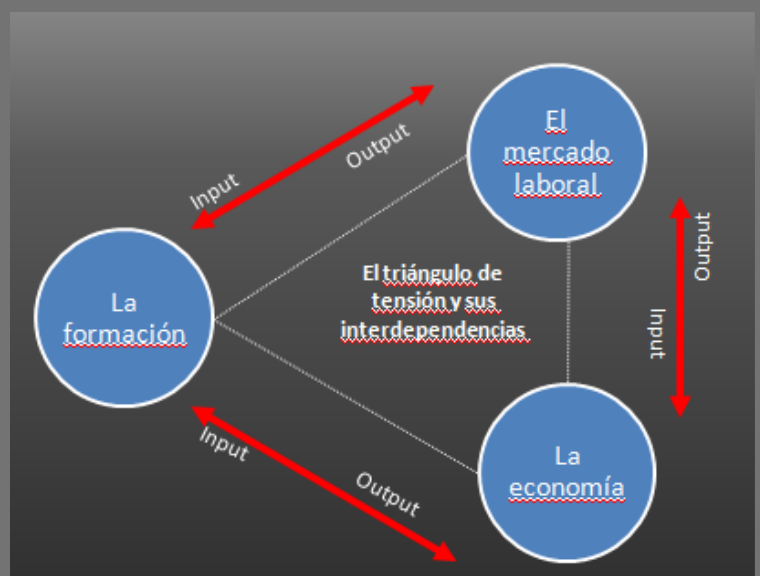 El
mercado
laboral
Output
Input
Output
Input
El triángulo de
tensión y sus
interdependencias
La
formación
Input
Output
La
economía